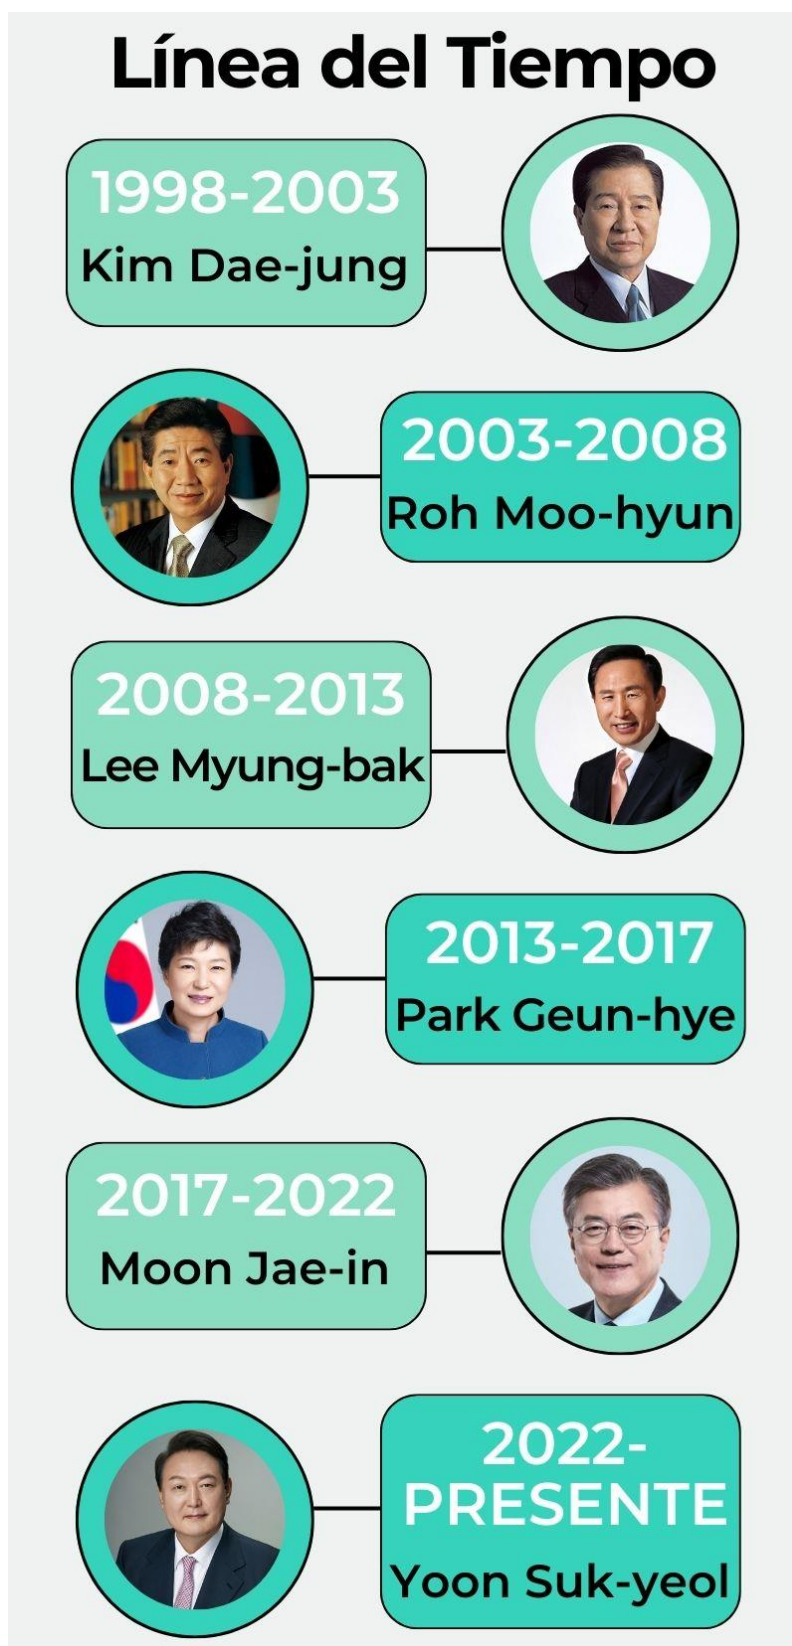 Línea del Tiempo
1998-2003
Kim Dae-jung
2003-2008
Roh Moo-hyun
2008-2013
Lee Myung-bak
2013-2017
Park Geun-hye
2017-2022
Moon Jae-in
2022-
PRESENTE
Yoon Suk-yeol